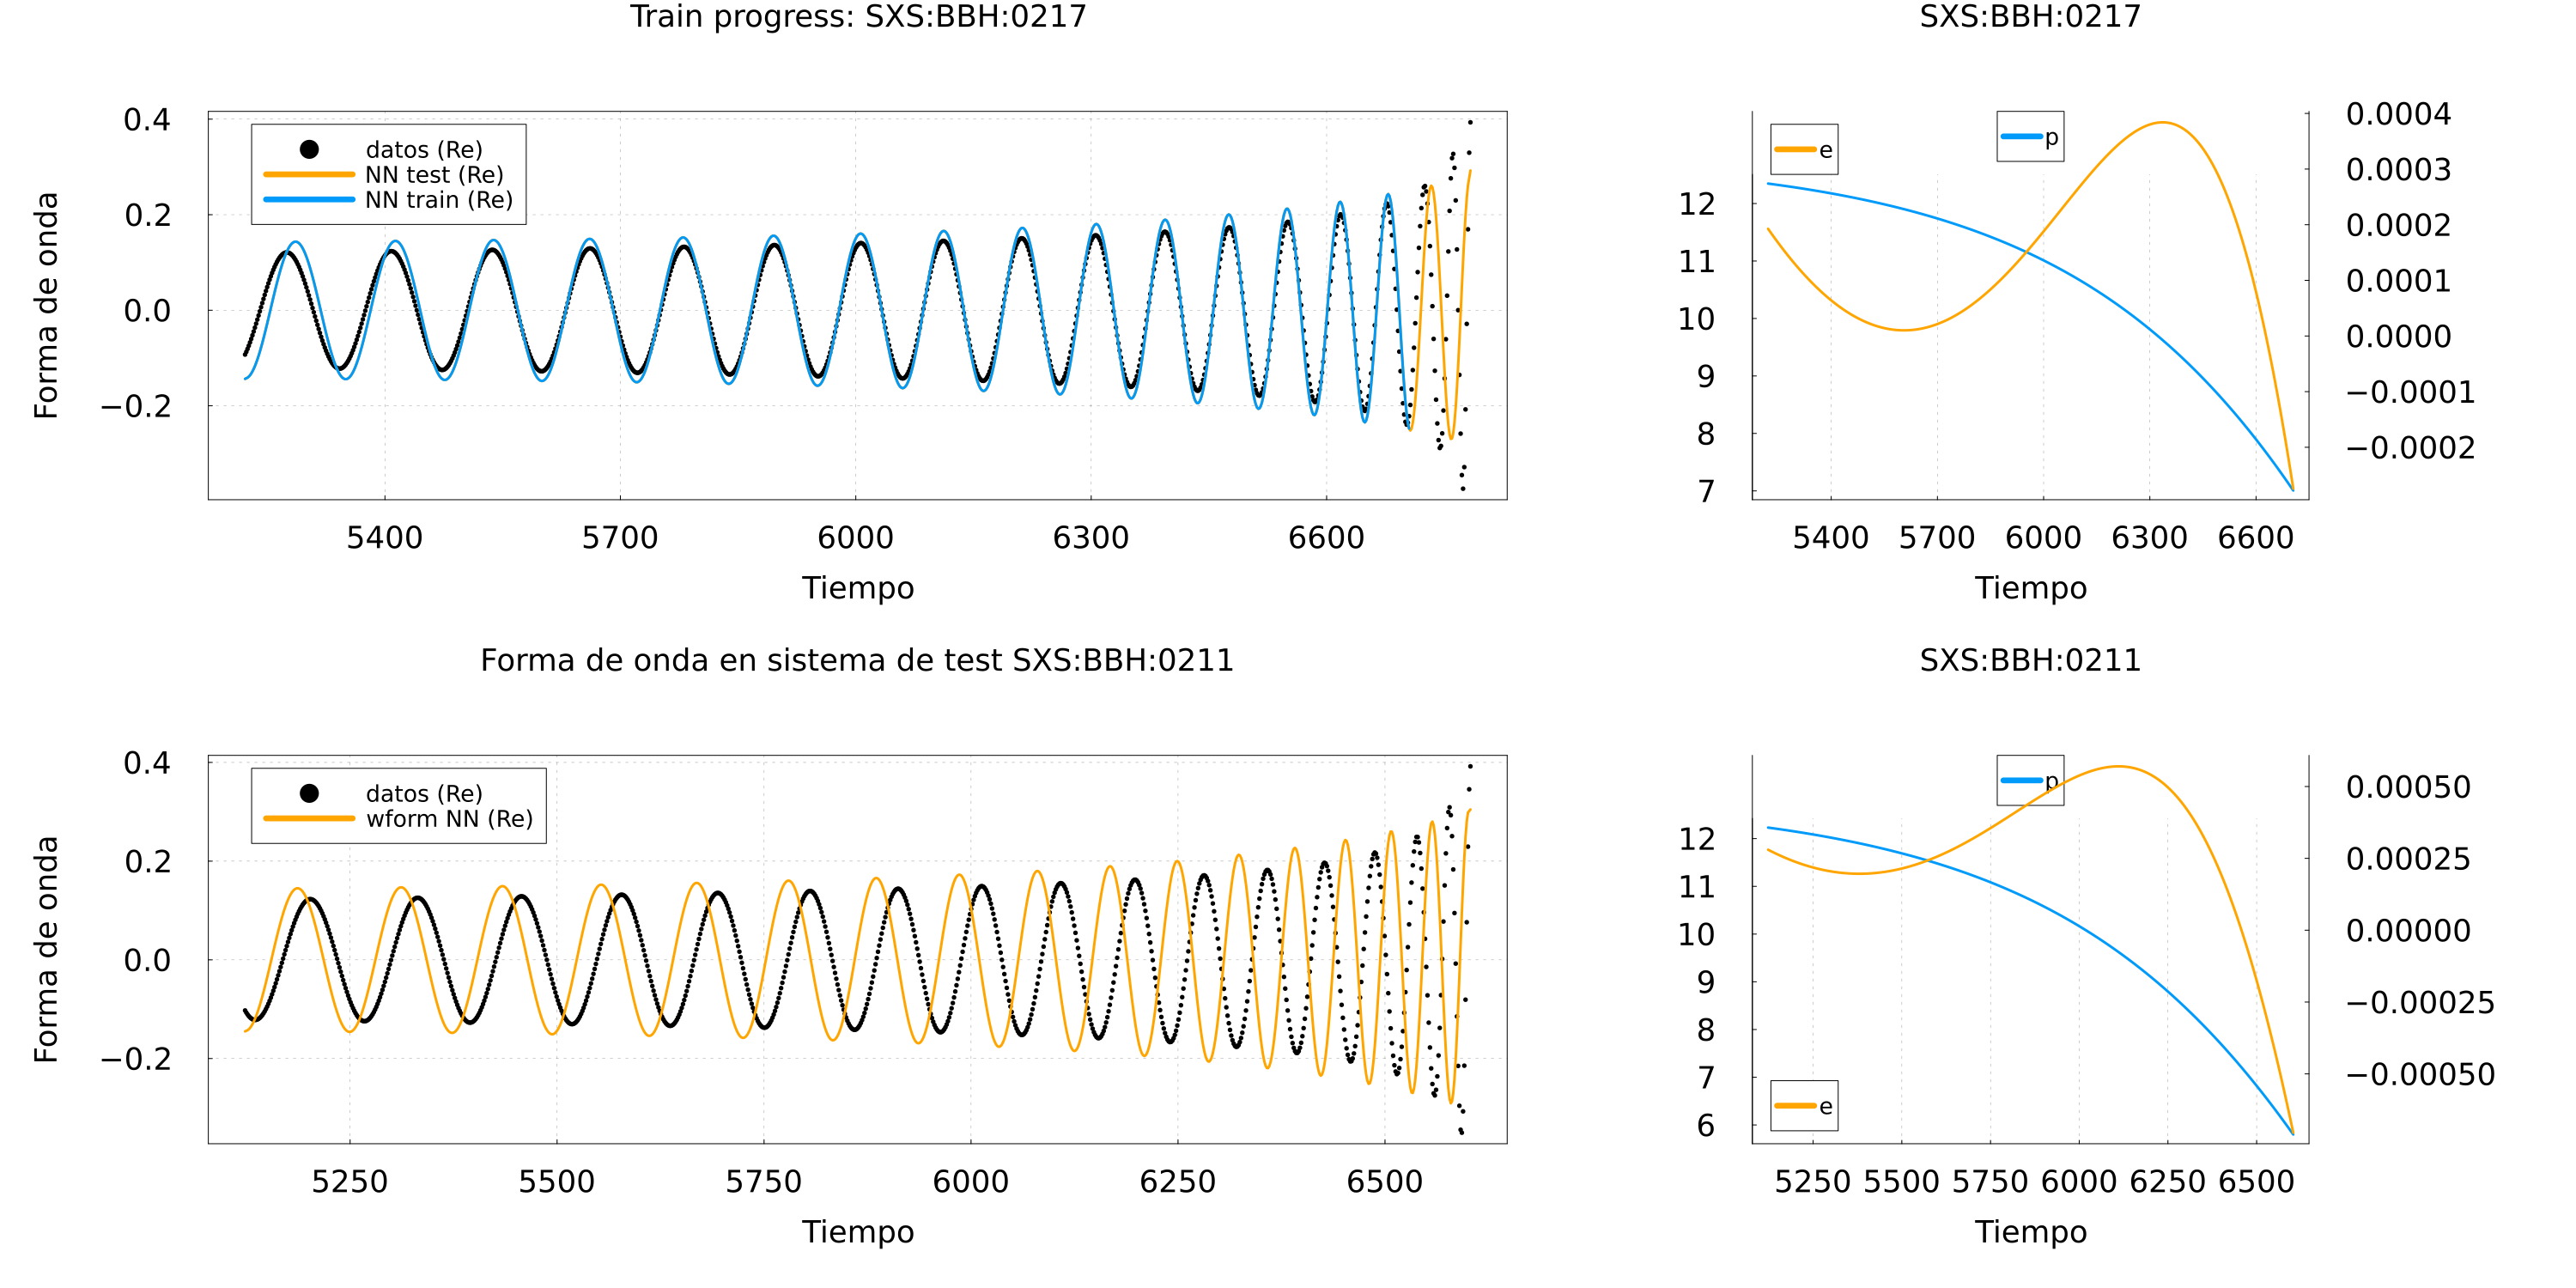 Train progress: SXS:BBH:0217
Forma de onda
0.4
0.2
0.0
−0.2
datos (Re)
NN test (Re)
NN train (Re)
5400 5700 6000 6300 6600
Tiempo
SXS:BBH:0217
e
p
12
11
10
9
8
7
0.0004
0.0003
0.0002
0.0001
0.0000
−0.0001
−0.0002
5400 5700 6000 6300 6600
Tiempo
Forma de onda en sistema de test SXS:BBH:0211
Forma de onda
0.4
0.2
0.0
−0.2
datos (Re)
wform NN (Re)
5250 5500 5750 6000 6250 6500
Tiempo
SXS:BBH:0211
p
e
12
11
10
9
8
7
6
0.00050
0.00025
0.00000
−0.00025
−0.00050
5250 5500 5750 6000 6250 6500
Tiempo